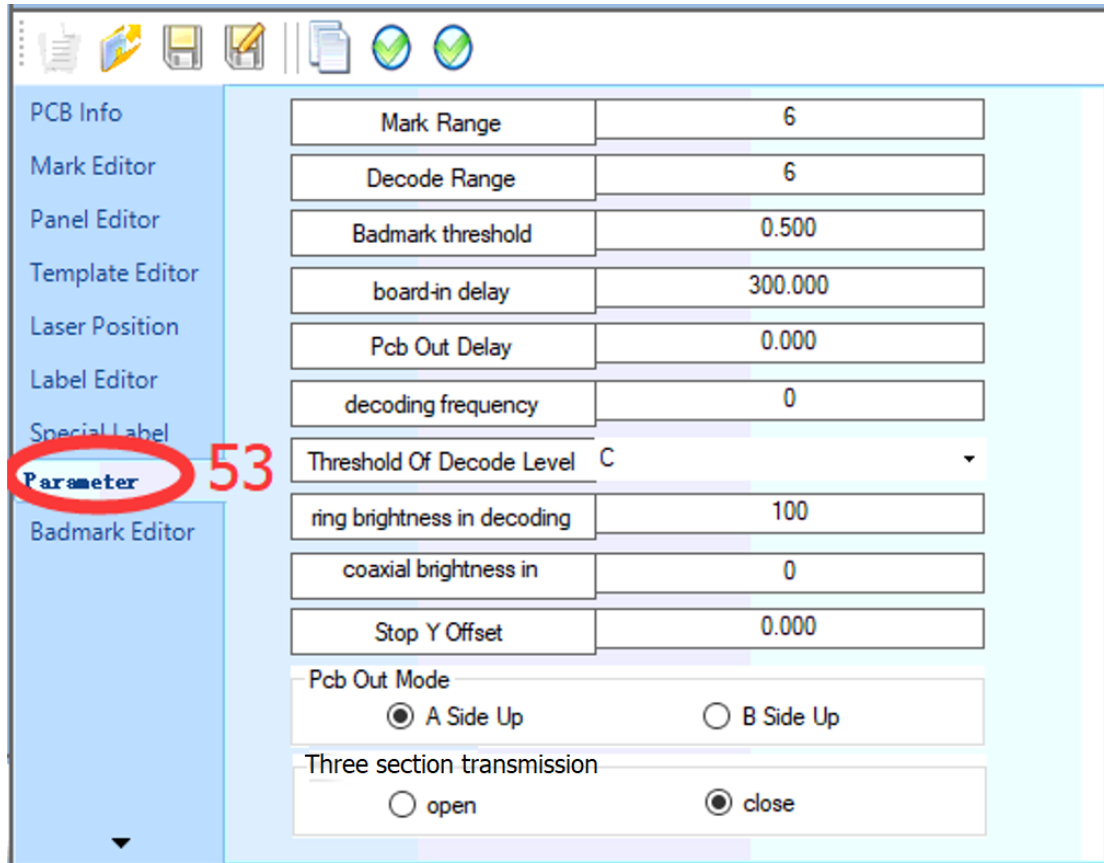 PCB Info
Mark Editor
Panel Editor
Template Editor
Laser Position
Label Editor
Special Label
Parameter
53
Badmark Editor
Mark Range 6
Decode Range 6
Badmark threshold 0.500
board-in delay 300.000
Pcb Out Delay 0.000
decoding frequency 0
Threshold Of Decode Level C
ring brightness in decoding 100
coaxial brightness in 0
Stop Y Offset 0.000
Pcb Out Mode
A Side Up B Side Up
Three section transmission
open close